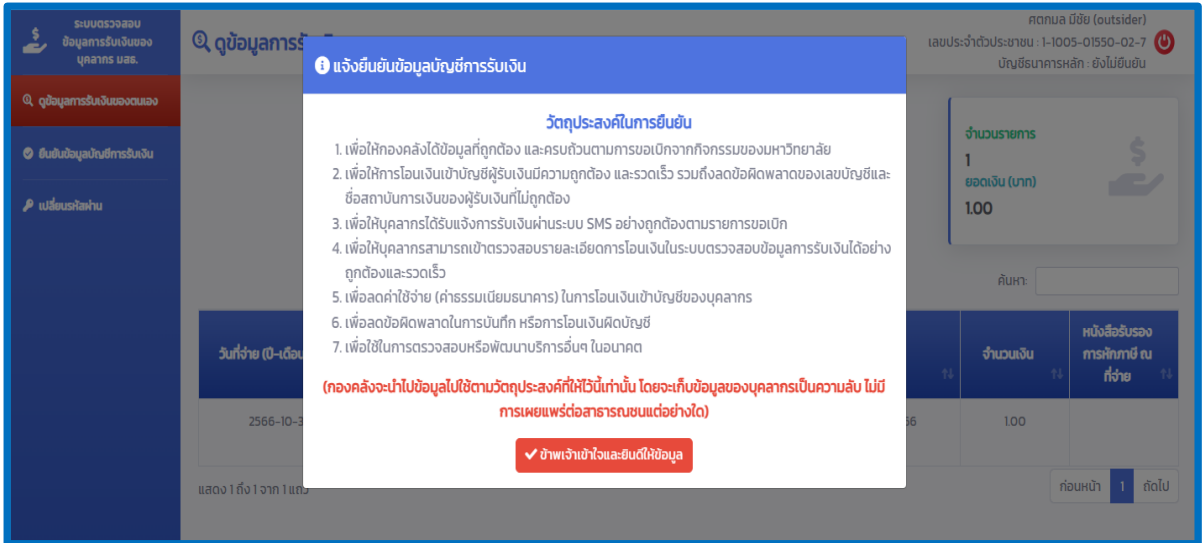 ระบบตรวจสอบ
ข้อมูลการรับเงินของ
บุคลากร มสธ.
ดูข้อมูลการรับเงินของตนเอง
ยืนยันข้อมูลบัญชีการรับเงิน
เปลี่ยนรหัสผ่าน
ดูข้อมูลการรั
ศตกมล มีชัย (outsider)
เลขประจำตัวประชาชน : 1-1005-01550-02-7
บัญชีธนาคารหลัก : ยังไม่ยืนยัน
แจ้งยืนยันข้อมูลบัญชีการรับเงิน
วัตถุประสงค์ในการยืนยัน
1. เพื่อให้กองคลังได้ข้อมูลที่ถูกต้อง และครบถ้วนตามการขอเบิกจากกิจกรรมของมหาวิทยาลัย
2. เพื่อให้การโอนเงินเข้าบัญชีผู้รับเงินมีความถูกต้อง และรวดเร็ว รวมถึงลดข้อผิดพลาดของเลขบัญชีและ
ชื่อสถาบันการเงินของผู้รับเงินที่ไม่ถูกต้อง
3. เพื่อให้บุคลากรได้รับแจ้งการรับเงินผ่านระบบ SMS อย่างถูกต้องตามรายการขอเบิก
4. เพื่อให้บุคลากรสามารถเข้าตรวจสอบรายละเอียดการโอนเงินในระบบตรวจสอบข้อมูลการรับเงินได้อย่าง
ถูกต้องและรวดเร็ว
5. เพื่อลดค่าใช้จ่าย (ค่าธรรมเนียมธนาคาร) ในการโอนเงินเข้าบัญชีของบุคลากร
6. เพื่อลดข้อผิดพลาดในการบันทึก หรือการโอนเงินผิดบัญชี
7. เพื่อใช้ในการตรวจสอบหรือพัฒนาบริการอื่นๆ ในอนาคต
(กองคลังจะนำไปข้อมูลไปใช้ตามวัตถุประสงค์ที่ให้ไว้นี้เท่านั้น โดยจะเก็บข้อมูลของบุคลากรเป็นความลับ ไม่มี
การเผยแพร่ต่อสาธารณชนแต่อย่างใด)
ข้าพเจ้าเข้าใจและยินดีให้ข้อมูล
จำนวนรายการ
1
ยอดเงิน (บาท)
1.00
ค้นหา:
วันที่จ่าย (ปี-เดือน
จำนวนเงิน
หนังสือรับรอง
การหักภาษี ณ
ที่จ่าย
2566-10-3
66
1.00
แสดง 1 ถึง 1 จาก 1 แถว
ก่อนหน้า 1 ถัดไป